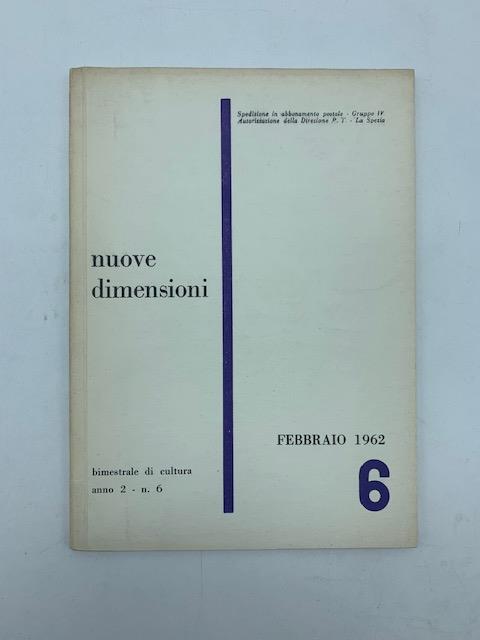 Spedizione in abbonamento postale - Gruppo IV
Autorizzazione della Direzione P. T. - La Spezia
nuove
dimensioni
FEBBRAIO 1962
bimestrale di cultura
anno 2 - n. 6
6